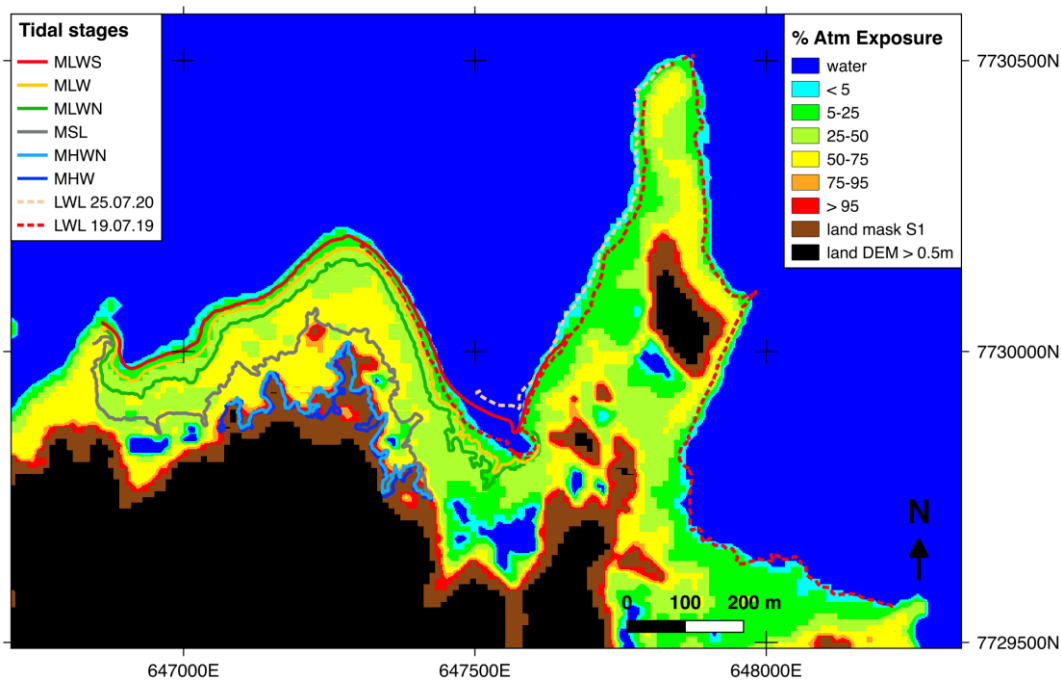 Tidal stages
MLWS
MLW
MLWN
MSL
MHWN
MHW
LWL 25.07.20
LWL 19.07.19
% Atm Exposure
water
< 5
5-25
25-50
50-75
75-95
> 95
land mask S1
land DEM > 0.5m
7730500N
7730000N
7729500N
N
0 100 200 m
647000E 647500E 648000E